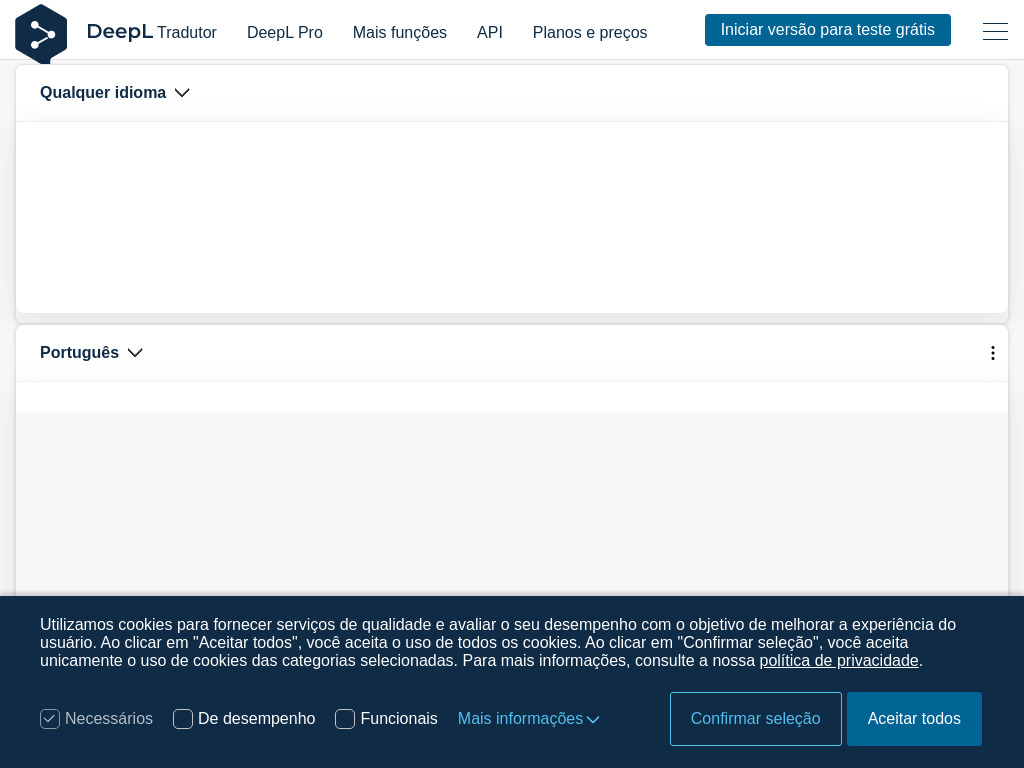 DeepL Tradutor DeepL Pro Mais funções API Planos e preços Iniciar versão para teste grátis
Qualquer idioma
Português
Utilizamos cookies para fornecer serviços de qualidade e avaliar o seu desempenho com o objetivo de melhorar a experiência do
usuário. Ao clicar em "Aceitar todos", você aceita o uso de todos os cookies. Ao clicar em "Confirmar seleção", você aceita
unicamente o uso de cookies das categorias selecionadas. Para mais informações, consulte a nossa política de privacidade.
Necessários De desempenho Funcionais Mais informações Confirmar seleção Aceitar todos